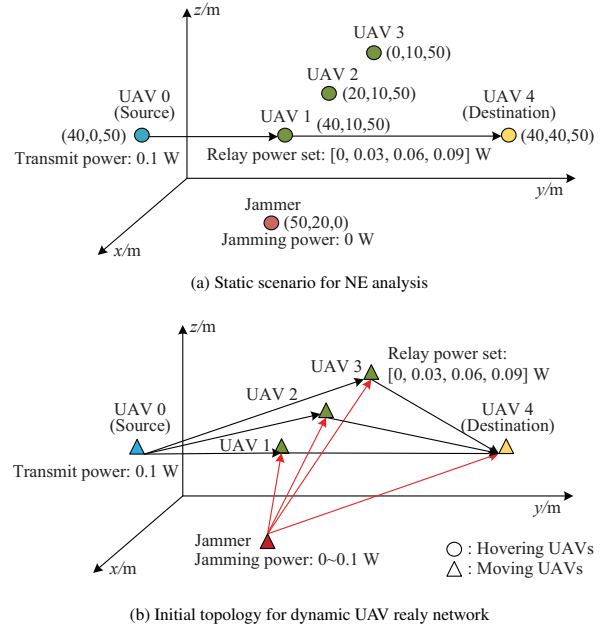 z/m
UAV 3
(0,10,50)
UAV 2
(20,10,50)
UAV 0
(Source)
UAV 1
(40,10,50)
UAV 4
(Destination)
(40,0,50)
(40,40,50)
Transmit power: 0.1 W
Relay power set: [0, 0.03, 0.06, 0.09] W
y/m
Jammer
(50,20,0)
Jamming power: 0 W
x/m
(a) Static scenario for NE analysis
z/m
UAV 3
Relay power set:
[0, 0.03, 0.06, 0.09] W
UAV 2
UAV 0
(Source)
UAV 4
(Destination)
UAV 1
Transmit power: 0.1 W
y/m
Jammer
Jamming power: 0~0.1 W
: Hovering UAVs
: Moving UAVs
x/m
(b) Initial topology for dynamic UAV realy network